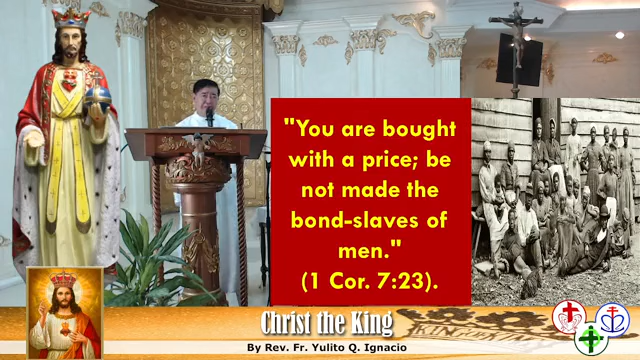 "You are bought
with a price; be
not made the
bond-slaves of
men."
(1 Cor. 7:23).
Christ the King
By Rev. Fr. Yulito Q. Ignacio